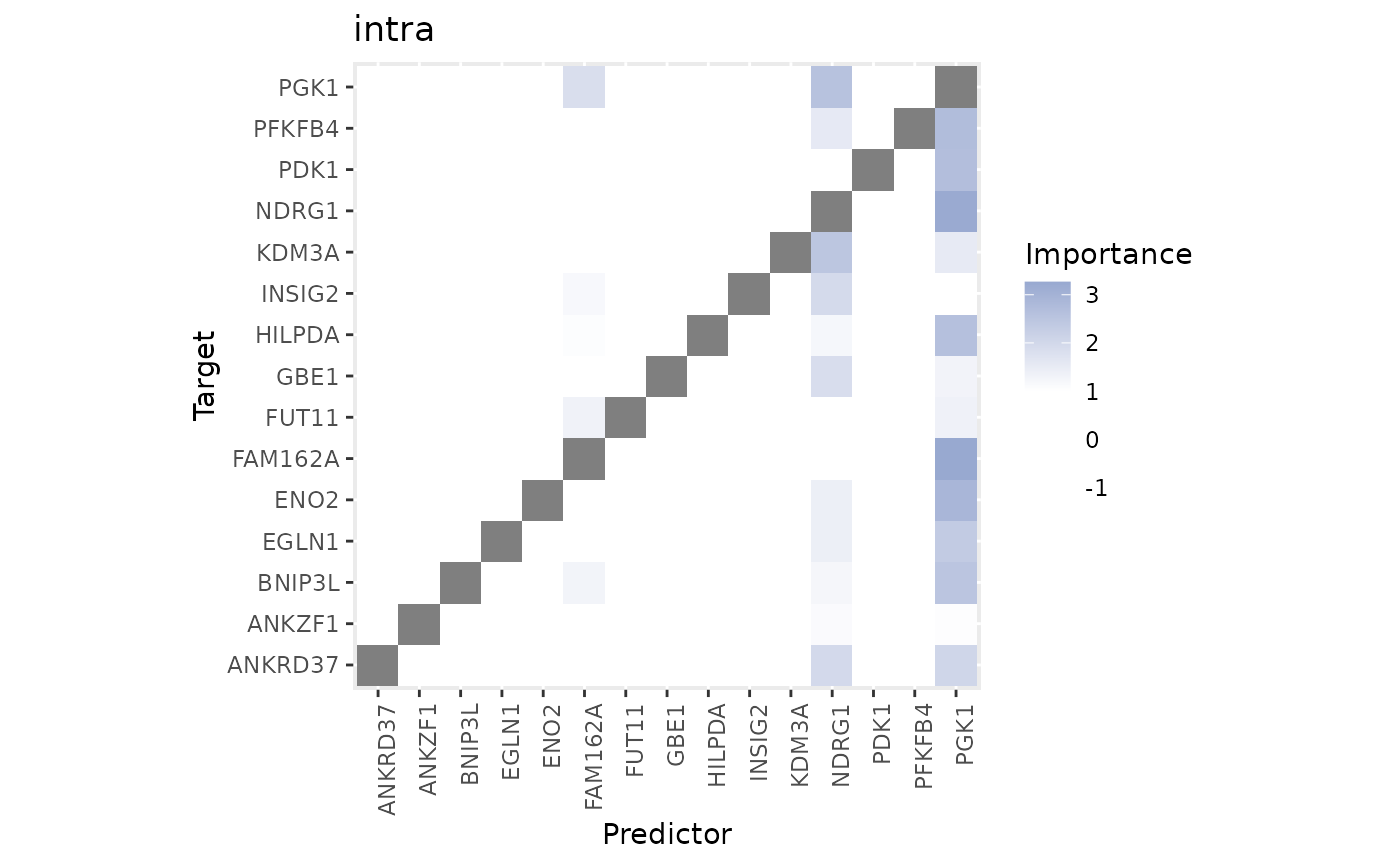 intra
PGK1
PFKFB4
PDK1
NDRG1
KDM3A
INSIG2
HILPDA
GBE1
FUT11
FAM162A
ENO2
EGLN1
BNIP3L
ANKZF1
ANKRD37
Target
ANKRD37
ANKZF1
BNIP3L
EGLN1
ENO2
FAM162A
FUT11
GBE1
HILPDA
INSIG2
KDM3A
NDRG1
PDK1
PFKFB4
PGK1
Predictor
Importance
3
2
1
0
-1